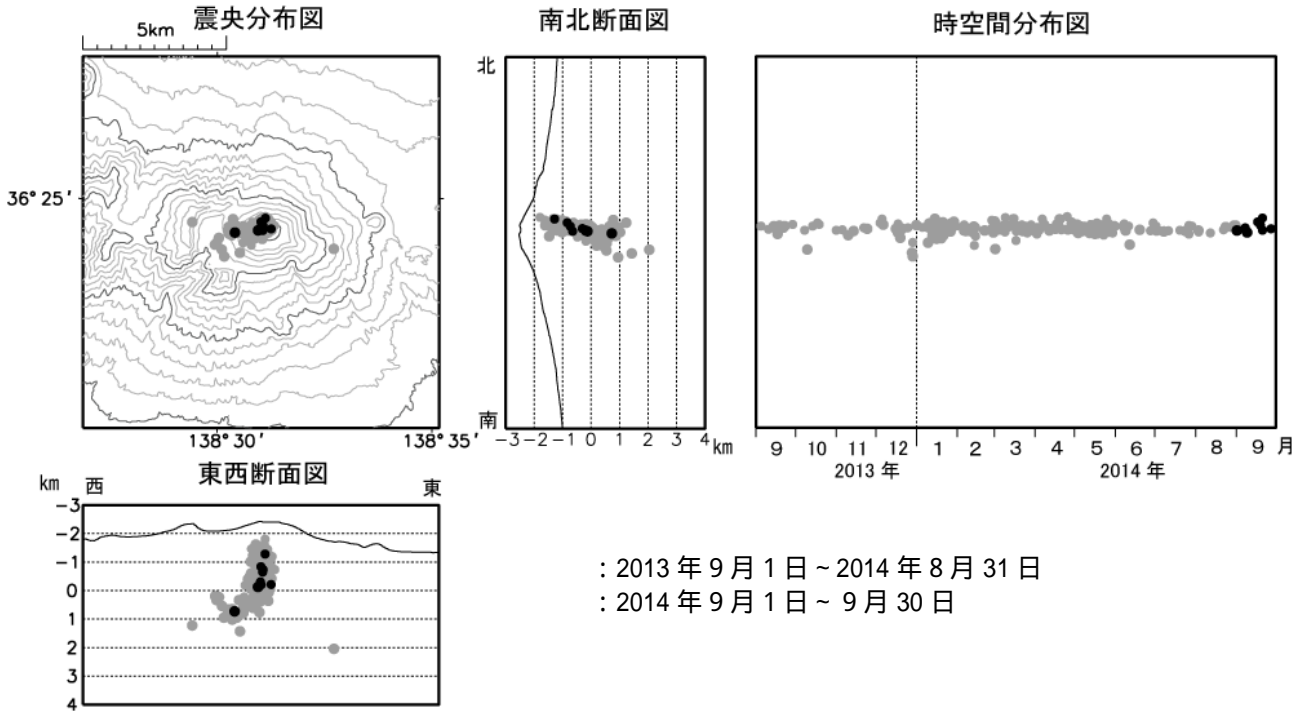 震央分布図
5km
36° 25'
138° 30'
138° 35'
南北断面図
北
南
-3 -2 -1 0 1 2 3 4 km
時空間分布図
9 10 11 12 1 2 3 4 5 6 7 8 9 月
2013 年 2014 年
東西断面図
km 西 東
-3
-2
-1
0
1
2
3
4
: 2013 年 9 月 1 日 ~ 2014 年 8 月 31 日
: 2014 年 9 月 1 日 ~ 9 月 30 日